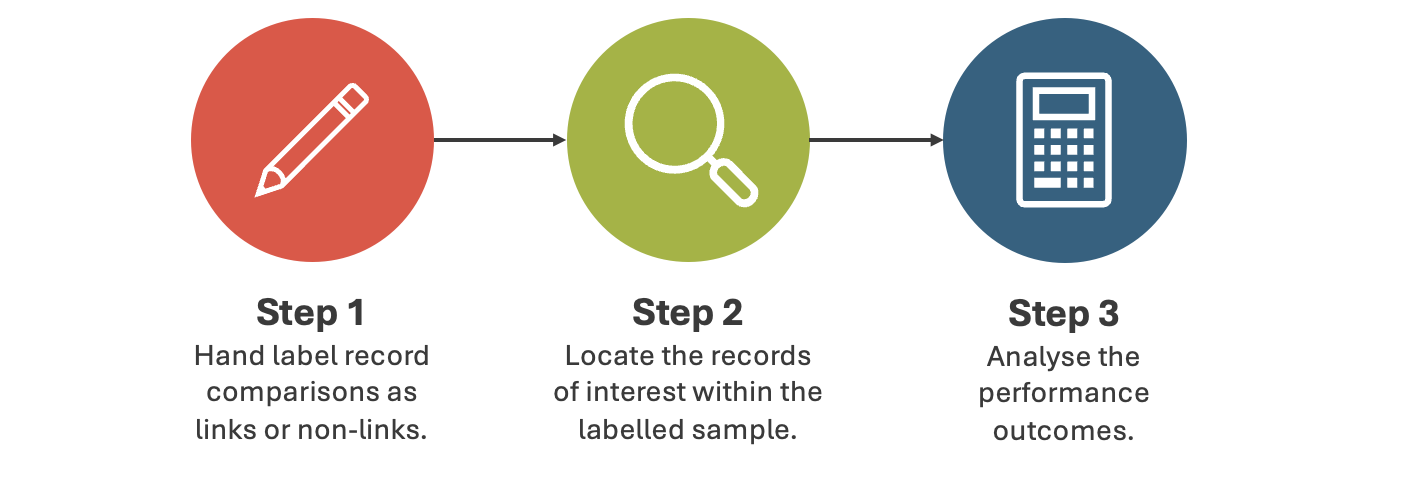 Step 1
Hand label record
comparisons as
links or non-links.
Step 2
Locate the records
of interest within the
labelled sample.
Step 3
Analyse the
performance
outcomes.